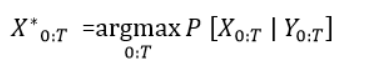 X*₀:T =argmax P [X₀:T | Y₀:T]
0:T